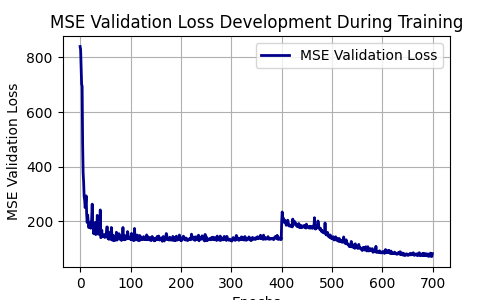 MSE Validation Loss Development During Training
MSE Validation Loss
MSE Validation Loss
800
600
400
200
0 100 200 300 400 500 600 700
Epochs